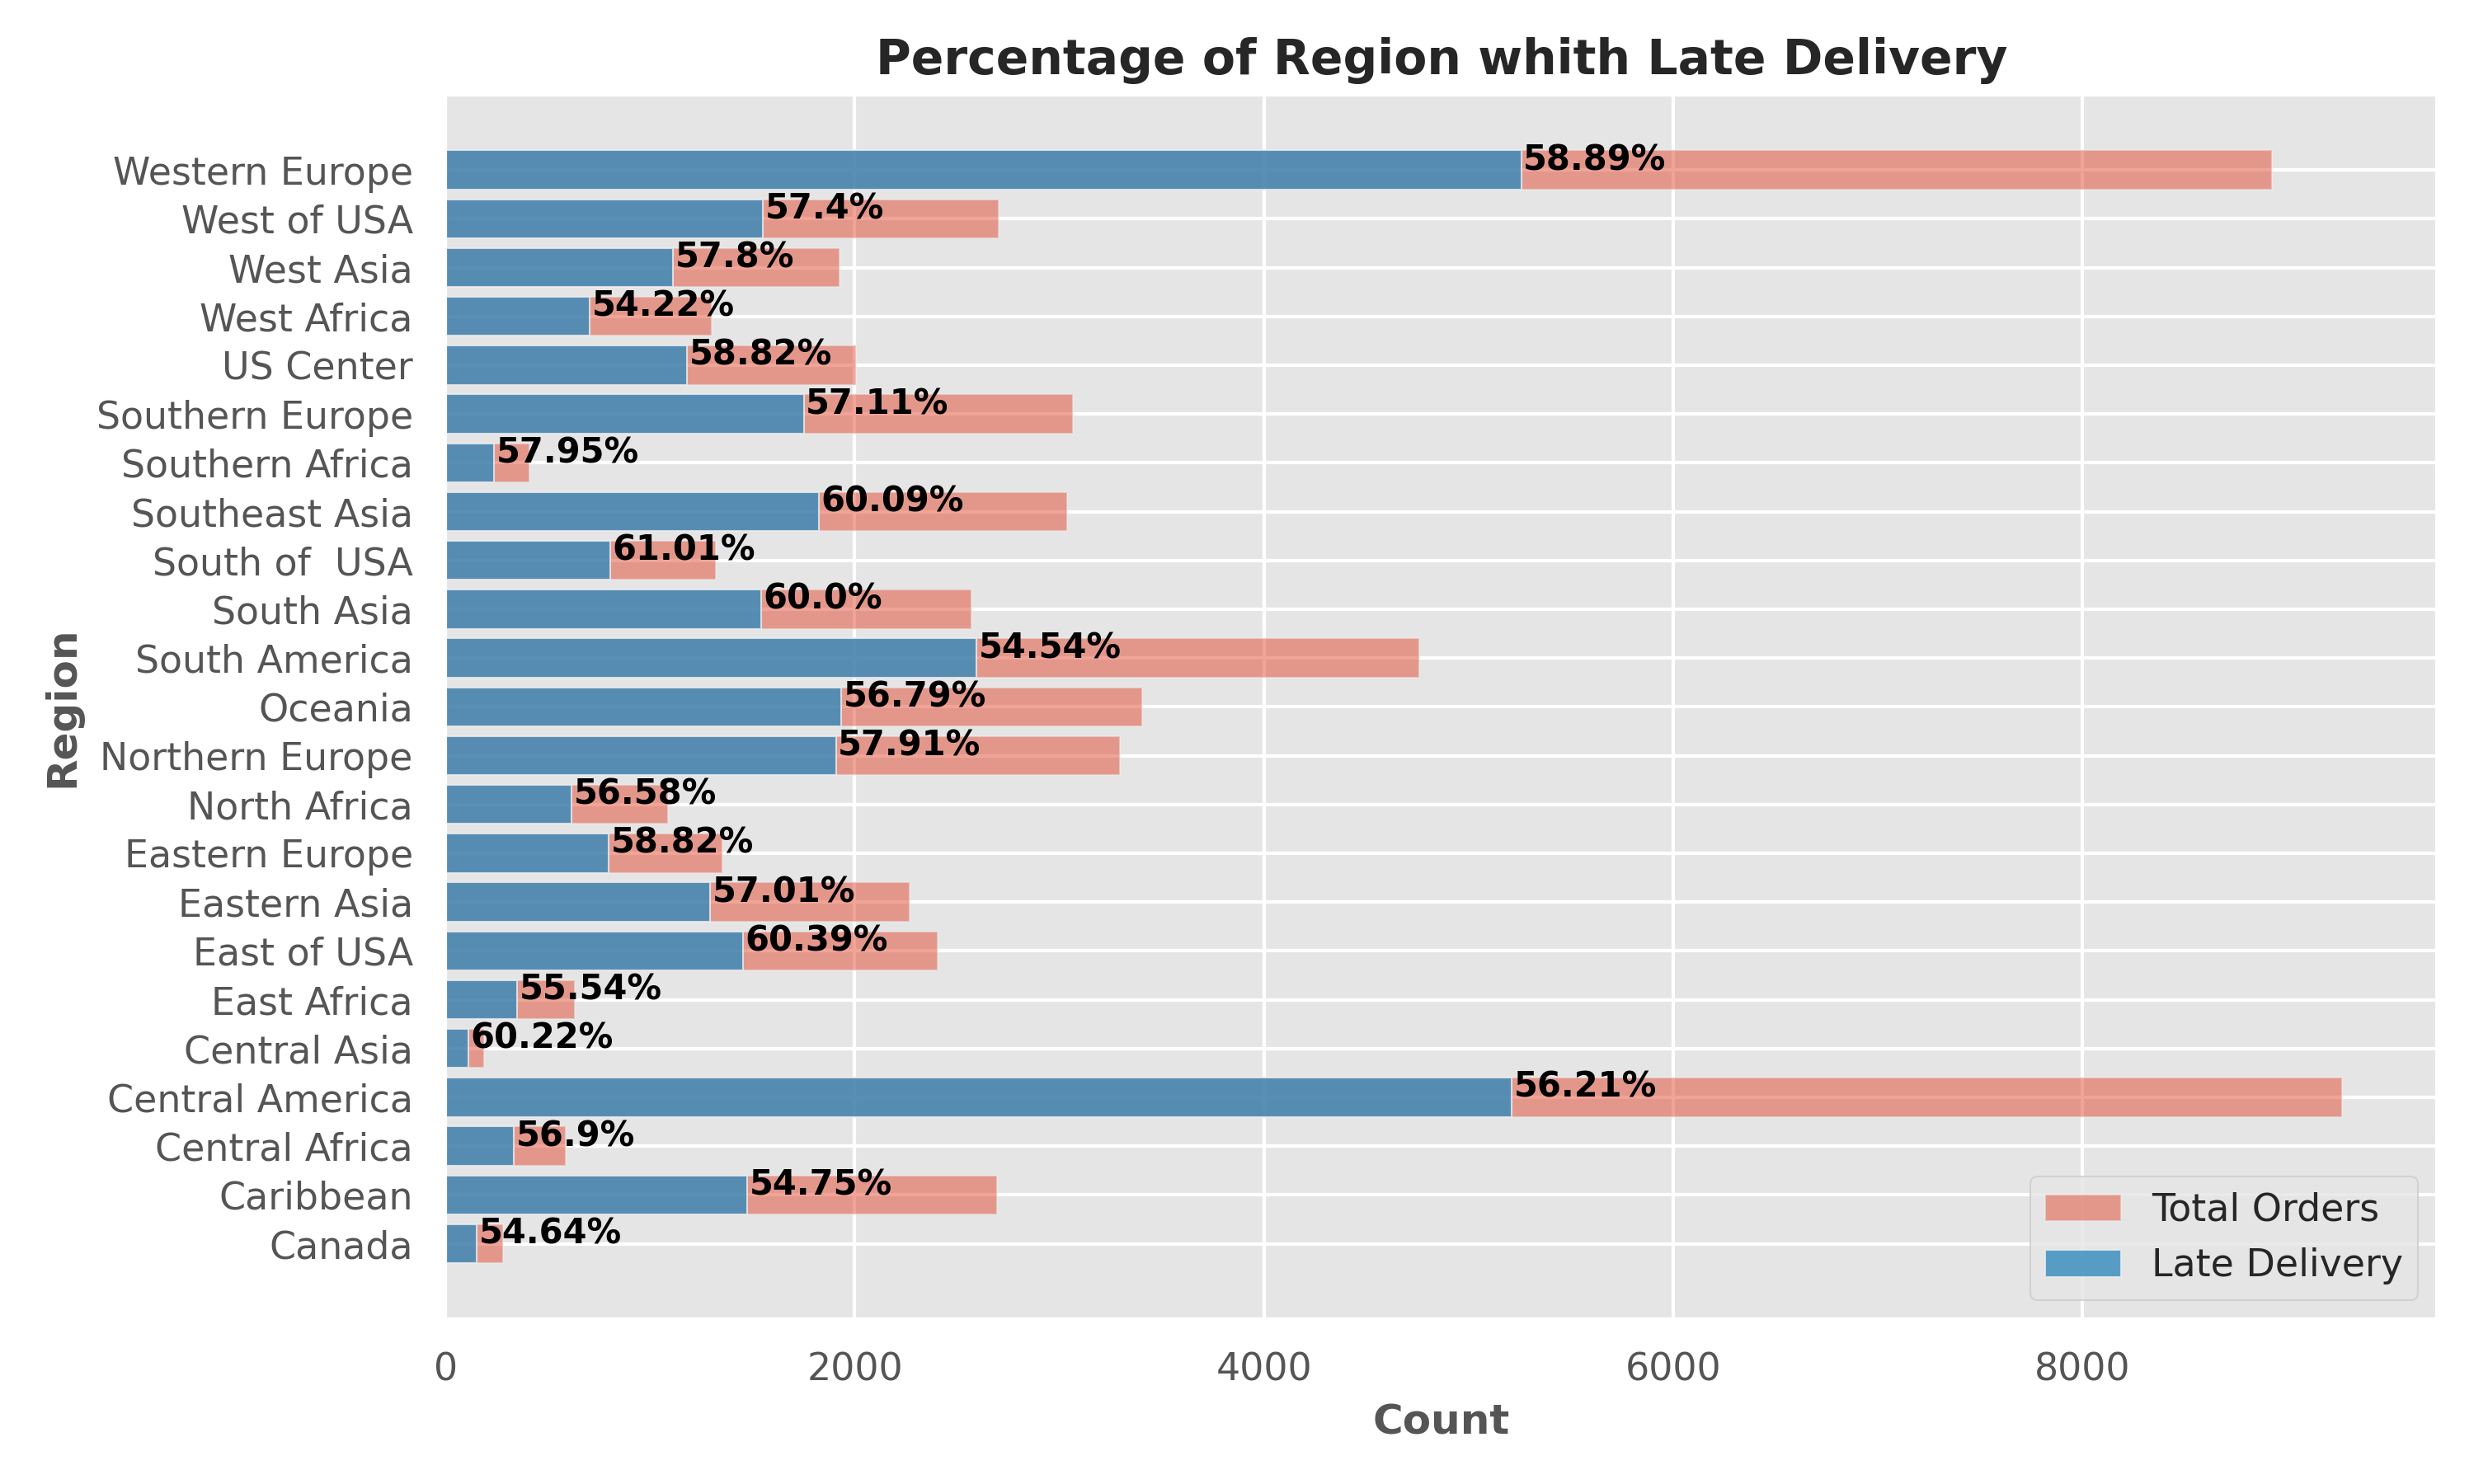 Percentage of Region whith Late Delivery
Western Europe 58.89%
West of USA 57.4%
West Asia 57.8%
West Africa 54.22%
US Center 58.82%
Southern Europe 57.11%
Southern Africa 57.95%
Southeast Asia 60.09%
South of  USA 61.01%
South Asia 60.0%
South America 54.54%
Oceania 56.79%
Northern Europe 57.91%
North Africa 56.58%
Eastern Europe 58.82%
Eastern Asia 57.01%
East of USA 60.39%
East Africa 55.54%
Central Asia 60.22%
Central America 56.21%
Central Africa 56.9%
Caribbean 54.75%
Canada 54.64%
Region
Total Orders
Late Delivery
0 2000 4000 6000 8000
Count